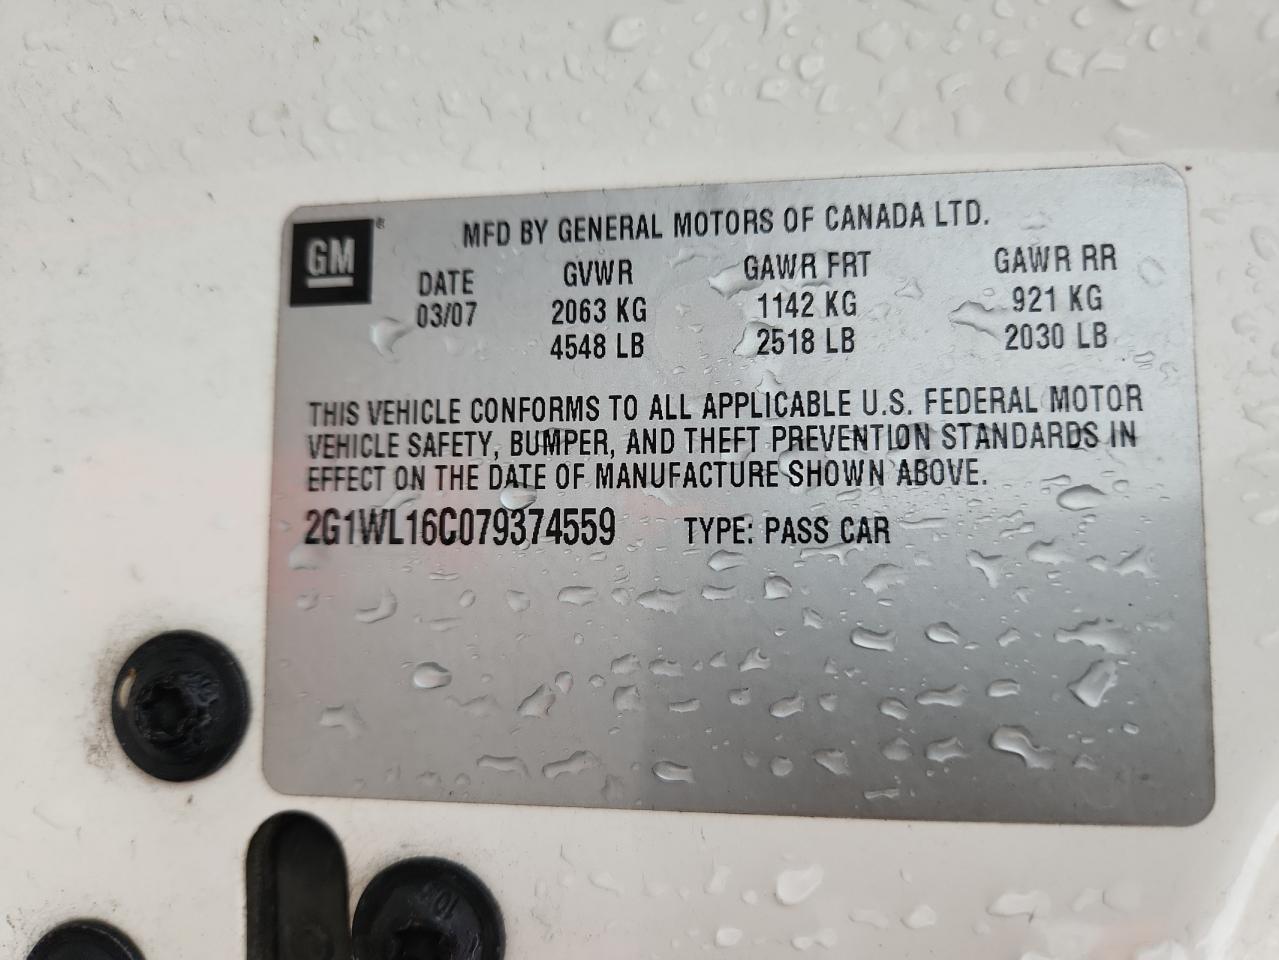 GM®
MFD BY GENERAL MOTORS OF CANADA LTD.
DATE GVWR GAWR FRT GAWR RR
03/07 2063 KG 1142 KG 921 KG
4548 LB 2518 LB 2030 LB
THIS VEHICLE CONFORMS TO ALL APPLICABLE U.S. FEDERAL MOTOR
VEHICLE SAFETY, BUMPER, AND THEFT PREVENTION STANDARDS IN
EFFECT ON THE DATE OF MANUFACTURE SHOWN ABOVE.
2G1WL16C079374559 TYPE: PASS CAR